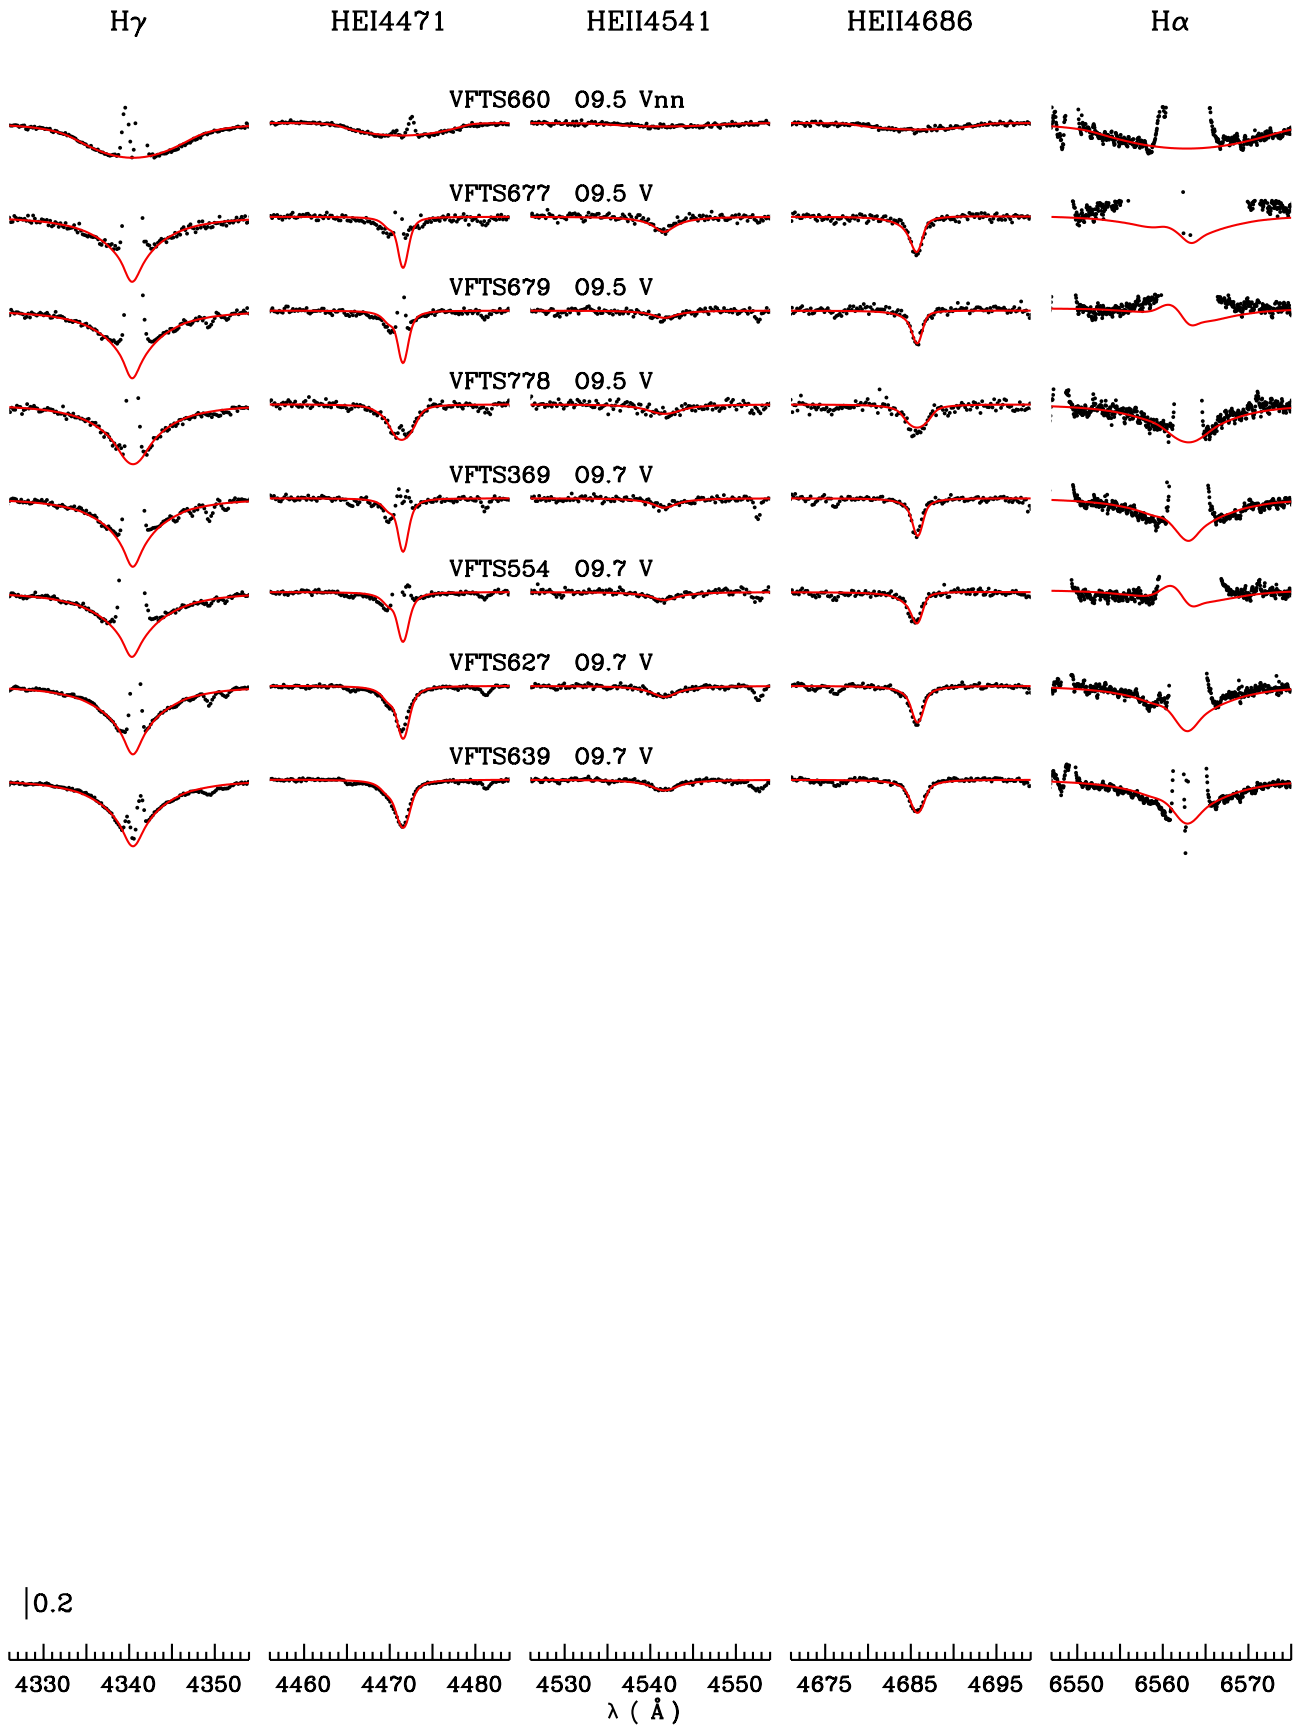 Hγ HEI4471 HEII4541 HEII4686 Hα
VFTS660 O9.5 Vnn
VFTS677 O9.5 V
VFTS679 O9.5 V
VFTS778 O9.5 V
VFTS369 O9.7 V
VFTS554 O9.7 V
VFTS627 O9.7 V
VFTS639 O9.7 V
0.2
4330 4340 4350 4460 4470 4480 4530 4540 4550 4675 4685 4695 6550 6560 6570
λ ( Å )